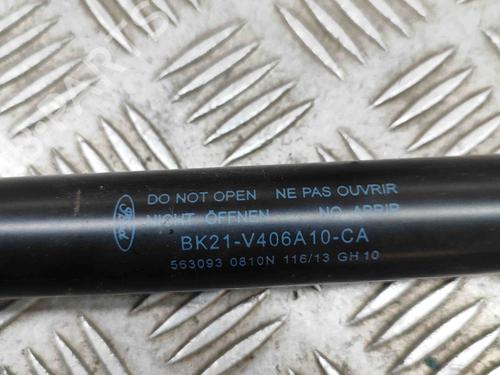 DO NOT OPEN NE PAS OUVRIR
NICHT ÖFFNEN NO ABRIR
BK21-V406A10-CA
563093 0810N 116/13 GH10